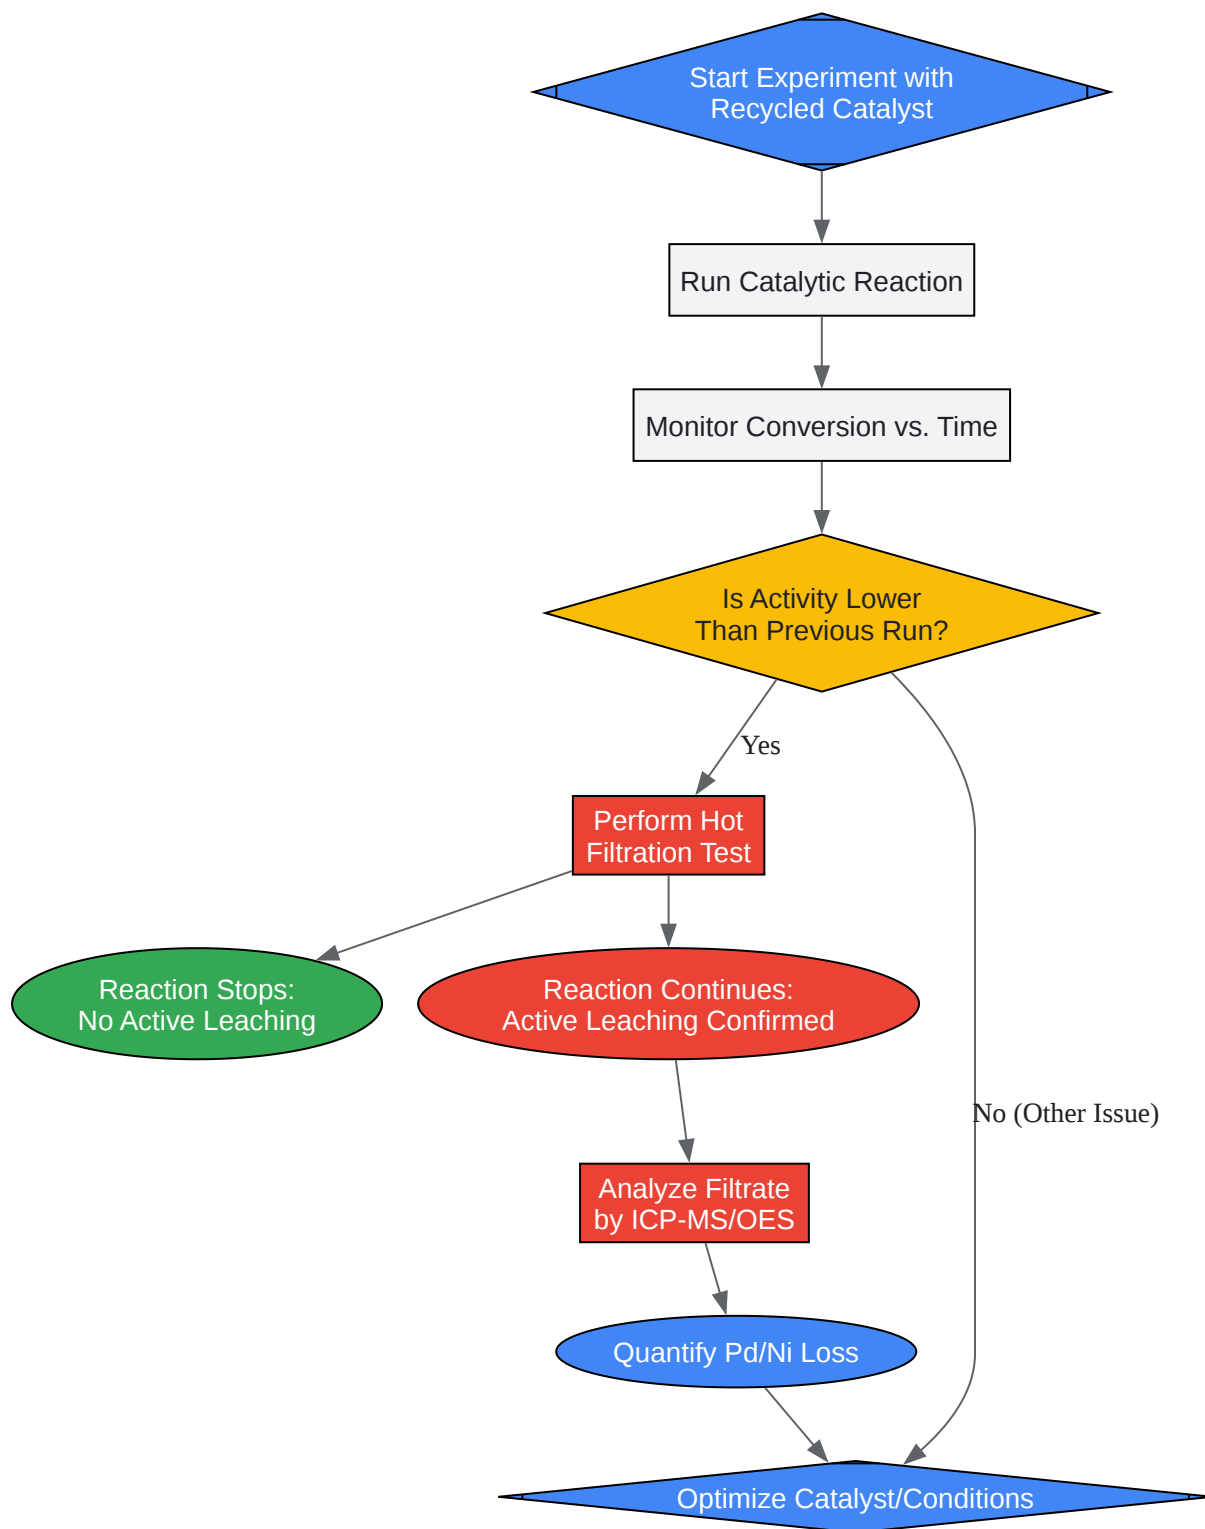 Start Experiment with
Recycled Catalyst
Run Catalytic Reaction
Monitor Conversion vs. Time
Is Activity Lower
Than Previous Run?
Yes
Perform Hot
Filtration Test
Reaction Stops:
No Active Leaching
Reaction Continues:
Active Leaching Confirmed
No (Other Issue)
Analyze Filtrate
by ICP-MS/OES
Quantify Pd/Ni Loss
Optimize Catalyst/Conditions